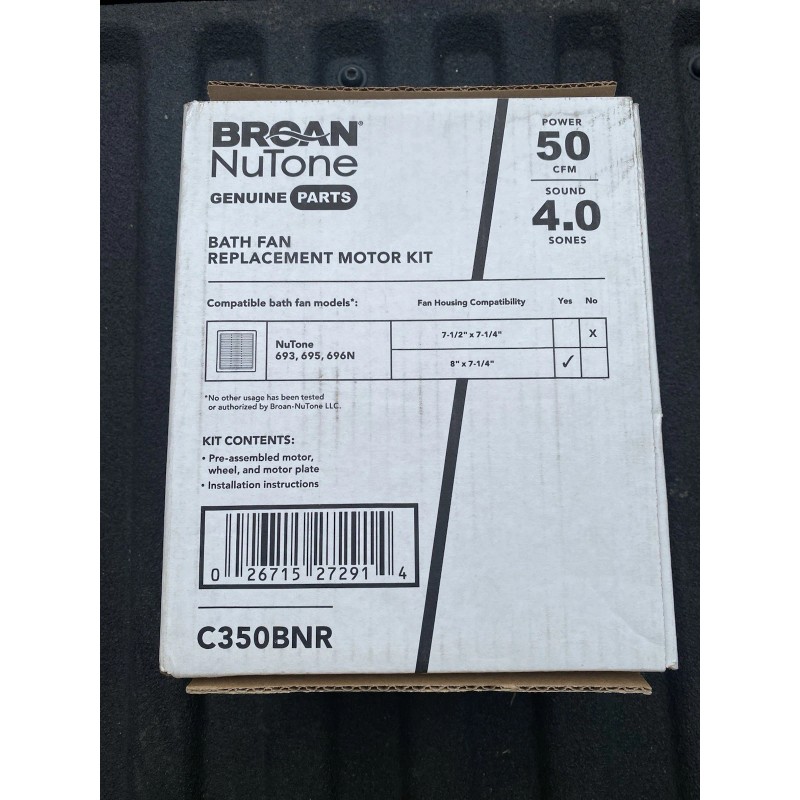 BROAN®
NuTone
GENUINE PARTS
POWER
50
CFM
SOUND
4.0
SONES
BATH FAN
REPLACEMENT MOTOR KIT
Compatible bath fan models*: Fan Housing Compatibility Yes No
NuTone
693, 695, 696N
7-1/2" x 7-1/4" X
8" x 7-1/4" ✓
*No other usage has been tested
or authorized by Broan-NuTone LLC.
KIT CONTENTS:
• Pre-assembled motor,
wheel, and motor plate
• Installation instructions
0 26715 27291 4
C350BNR